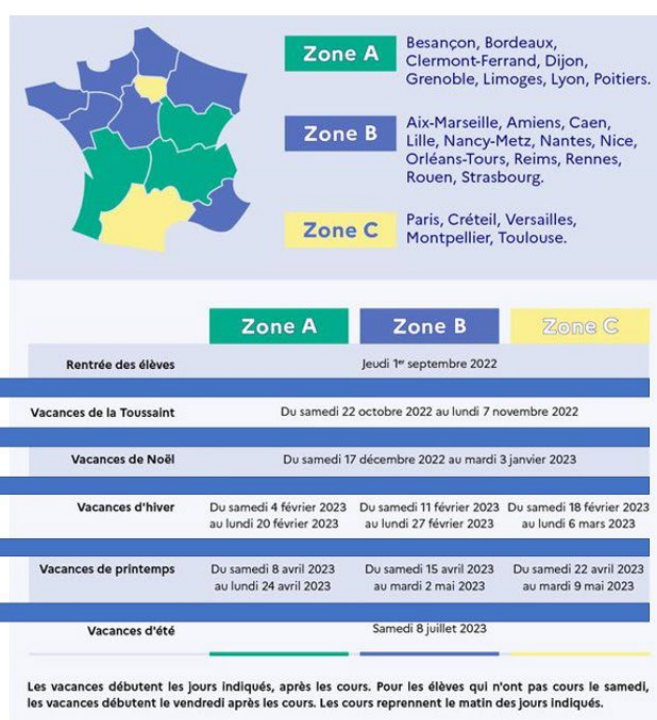 Zone A
Besançon, Bordeaux,
Clermont-Ferrand, Dijon,
Grenoble, Limoges, Lyon, Poitiers.
Zone B
Aix-Marseille, Amiens, Caen,
Lille, Nancy-Metz, Nantes, Nice,
Orléans-Tours, Reims, Rennes,
Rouen, Strasbourg.
Zone C
Paris, Créteil, Versailles,
Montpellier, Toulouse.
Zone A Zone B Zone C
Rentrée des élèves Jeudi 1er septembre 2022
Vacances de la Toussaint Du samedi 22 octobre 2022 au lundi 7 novembre 2022
Vacances de Noël Du samedi 17 décembre 2022 au mardi 3 janvier 2023
Vacances d'hiver Du samedi 4 février 2023 Du samedi 11 février 2023 Du samedi 18 février 2023
au lundi 20 février 2023 au lundi 27 février 2023 au lundi 6 mars 2023
Vacances de printemps Du samedi 8 avril 2023 Du samedi 15 avril 2023 Du samedi 22 avril 2023
au lundi 24 avril 2023 au mardi 2 mai 2023 au mardi 9 mai 2023
Vacances d'été Samedi 8 juillet 2023
Les vacances débutent les jours indiqués, après les cours. Pour les élèves qui n'ont pas cours le samedi,
les vacances débutent le vendredi après les cours. Les cours reprennent le matin des jours indiqués.